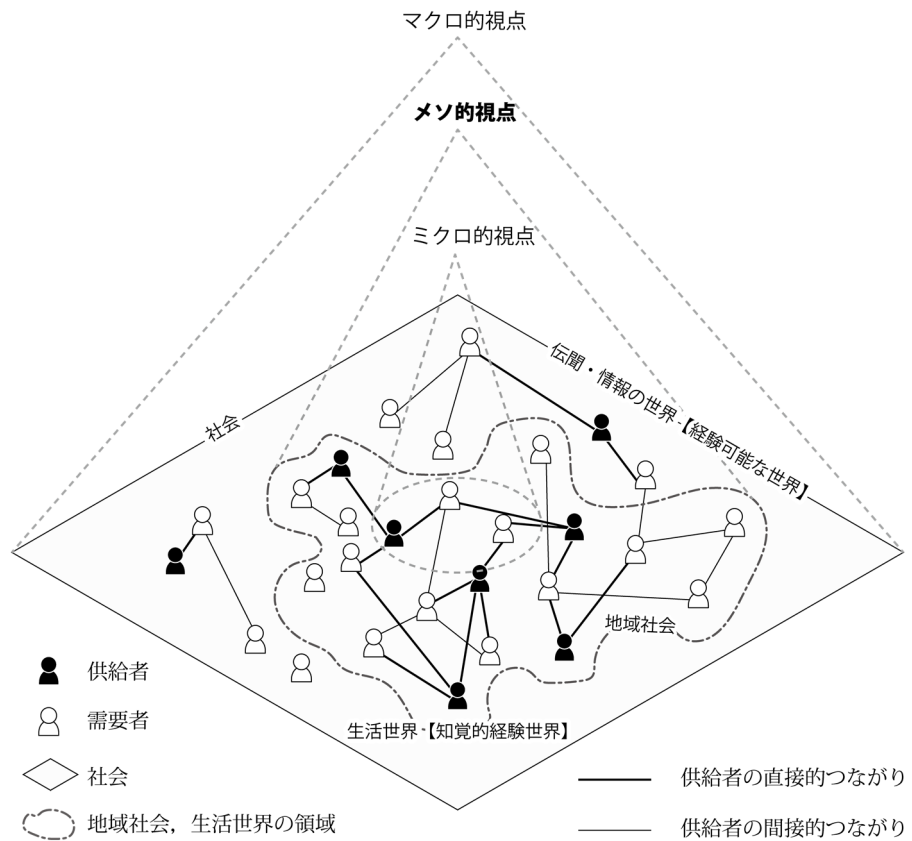 マクロ的視点
メソ的視点
ミクロ的視点
社会
伝聞・情報の世界【経験可能な世界】
地域社会
生活世界【知覚的経験世界】
供給者
需要者
社会
地域社会，生活世界の領域
供給者の直接的つながり
供給者の間接的つながり